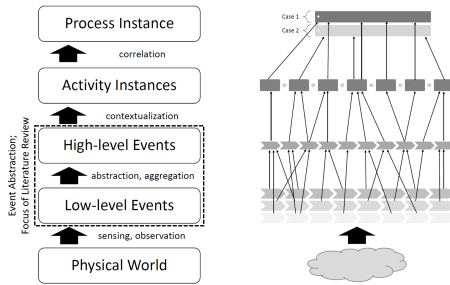 Process Instance
correlation
Activity Instances
contextualization
High-level Events
abstraction, aggregation
Low-level Events
sensing, observation
Physical World
Event Abstraction;
Focus of Literature Review
Case 1
Case 2